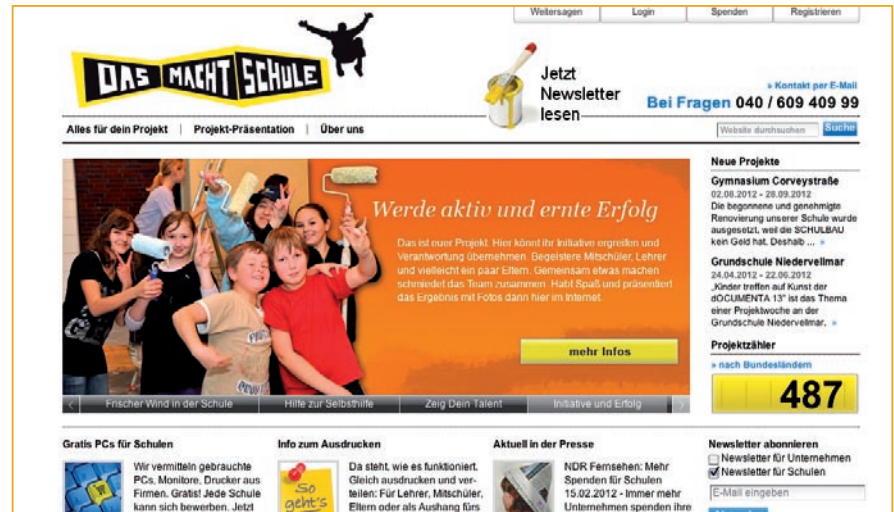 Weitersagen
Login
Spenden
Registrieren
DAS MACHT SCHULE
Jetzt
Newsletter
lesen
» Kontakt per E-Mail
Bei Fragen 040 / 609 409 99
Alles für dein Projekt | Projekt-Präsentation | Über uns
Website durchsuchen
Suche
Werde aktiv und ernte Erfolg
Das ist euer Projekt. Hier könnt ihr Initiative ergreifen und
Verantwortung übernehmen. Begeistere Mitschüler, Lehrer
und vielleicht ein paar Eltern. Gemeinsam etwas machen
schmiedet das Team zusammen. Habt Spaß und präsentiert
das Ergebnis mit Fotos dann hier im Internet.
mehr Infos
Frischer Wind in der Schule
Hilfe zur Selbsthilfe
Zeig Dein Talent
Initiative und Erfolg
Neue Projekte
Gymnasium Corveystraße
02.08.2012 - 28.09.2012
Die begonnene und genehmigte
Renovierung unserer Schule wurde
ausgesetzt, weil die SCHULBAU
kein Geld hat. Deshalb ... »
Grundschule Niedervellmar
24.04.2012 - 22.06.2012
„Kinder treffen auf Kunst der
dOCUMENTA 13" ist das Thema
einer Projektwoche an der
Grundschule Niedervellmar. »
Projektzähler
» nach Bundesländern
487
Gratis PCs für Schulen
Wir vermitteln gebrauchte
PCs, Monitore, Drucker aus
Firmen. Gratis! Jede Schule
kann sich bewerben. Jetzt
Info zum Ausdrucken
So
geht's
Da steht, wie es funktioniert.
Gleich ausdrucken und ver-
teilen: Für Lehrer, Mitschüler,
Eltern oder als Aushang fürs
Aktuell in der Presse
NDR Fernsehen: Mehr
Spenden für Schulen
15.02.2012 - Immer mehr
Unternehmen spenden ihre
Newsletter abonnieren
Newsletter für Unternehmen
Newsletter für Schulen
E-Mail eingeben